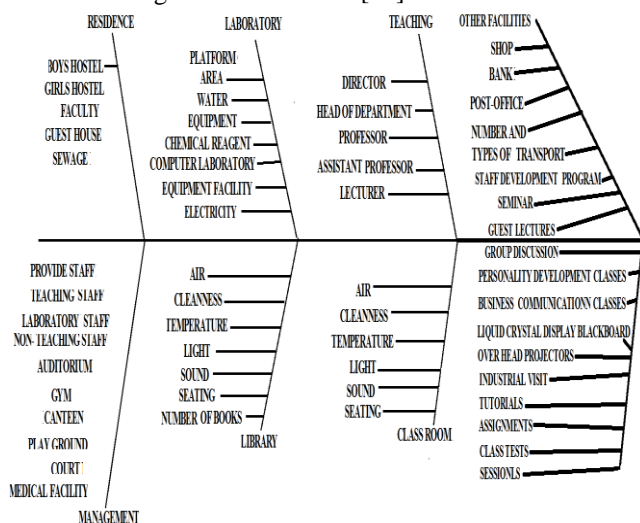 RESIDENCE
BOYS HOSTEL
GIRLS HOSTEL
FACULTY
GUEST HOUSE
SEWAGE
LABORATORY
PLATFORM
AREA
WATER
EQUIPMENT
CHEMICAL REAGENT
COMPUTER LABORATORY
EQUIPMENT FACILITY
ELECTRICITY
TEACHING
DIRECTOR
HEAD OF DEPARTMENT
PROFESSOR
ASSISTANT PROFESSOR
LECTURER
OTHER FACILITIES
SHOP
BANK
POST-OFFICE
NUMBER AND
TYPES OF TRANSPORT
STAFF DEVELOPMENT PROGRAM
SEMINAR
GUEST LECTURES
PROVIDE STAFF
TEACHING STAFF
LABORATORY STAFF
NON-TEACHING STAFF
AUDITORIUM
GYM
CANTEEN
PLAY GROUND
COURT
MEDICAL FACILITY
MANAGEMENT
AIR
CLEANNESS
TEMPERATURE
LIGHT
SOUND
SEATING
NUMBER OF BOOKS
LIBRARY
AIR
CLEANNESS
TEMPERATURE
LIGHT
SOUND
SEATING
CLASS ROOM
GROUP DISCUSSION
PERSONALITY DEVELOPMENT CLASSES
BUSINESS COMMUNICATIONN CLASSES
LIQUID CRYSTAL DISPLAY BLACKBOARD
OVER HEAD PROJECTORS
INDUSTRIAL VISIT
TUTORIALS
ASSIGNMENTS
CLASS TESTS
SESSIONLS